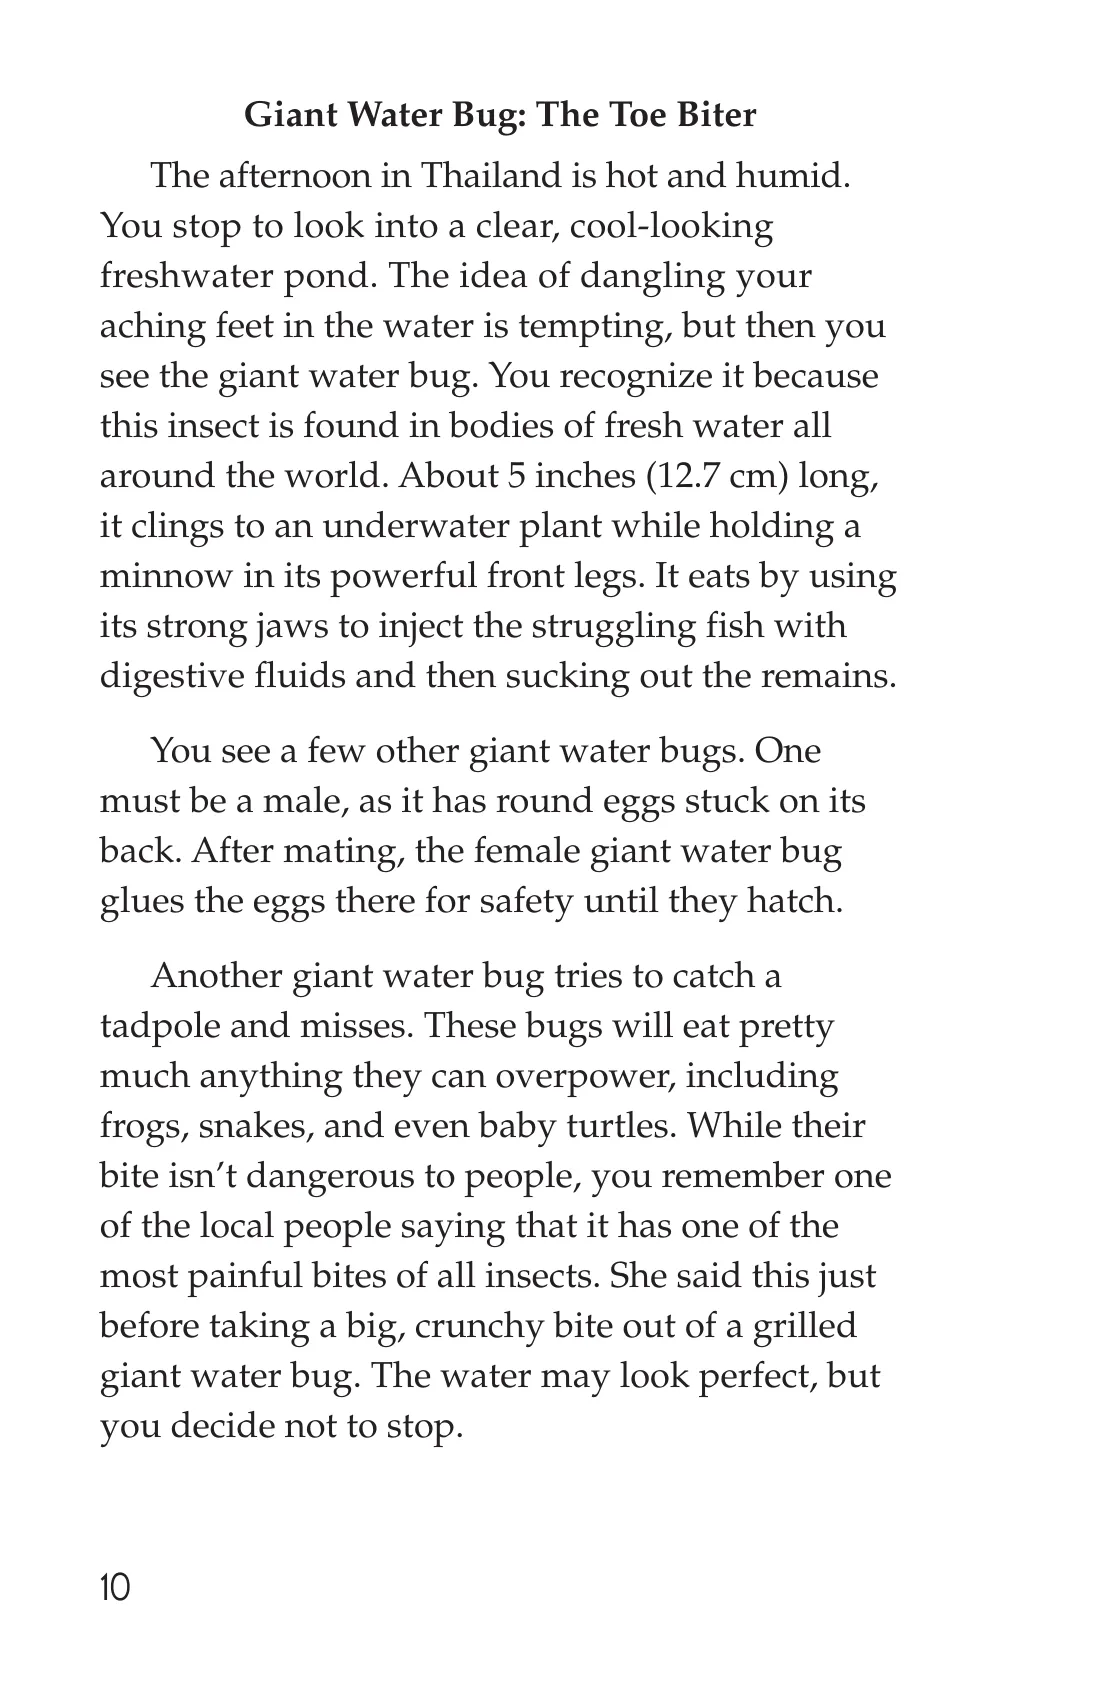 Giant Water Bug: The Toe Biter
The afternoon in Thailand is hot and humid.
You stop to look into a clear, cool-looking
freshwater pond. The idea of dangling your
aching feet in the water is tempting, but then you
see the giant water bug. You recognize it because
this insect is found in bodies of fresh water all
around the world. About 5 inches (12.7 cm) long,
it clings to an underwater plant while holding a
minnow in its powerful front legs. It eats by using
its strong jaws to inject the struggling fish with
digestive fluids and then sucking out the remains.
You see a few other giant water bugs. One
must be a male, as it has round eggs stuck on its
back. After mating, the female giant water bug
glues the eggs there for safety until they hatch.
Another giant water bug tries to catch a
tadpole and misses. These bugs will eat pretty
much anything they can overpower, including
frogs, snakes, and even baby turtles. While their
bite isn’t dangerous to people, you remember one
of the local people saying that it has one of the
most painful bites of all insects. She said this just
before taking a big, crunchy bite out of a grilled
giant water bug. The water may look perfect, but
you decide not to stop.
10